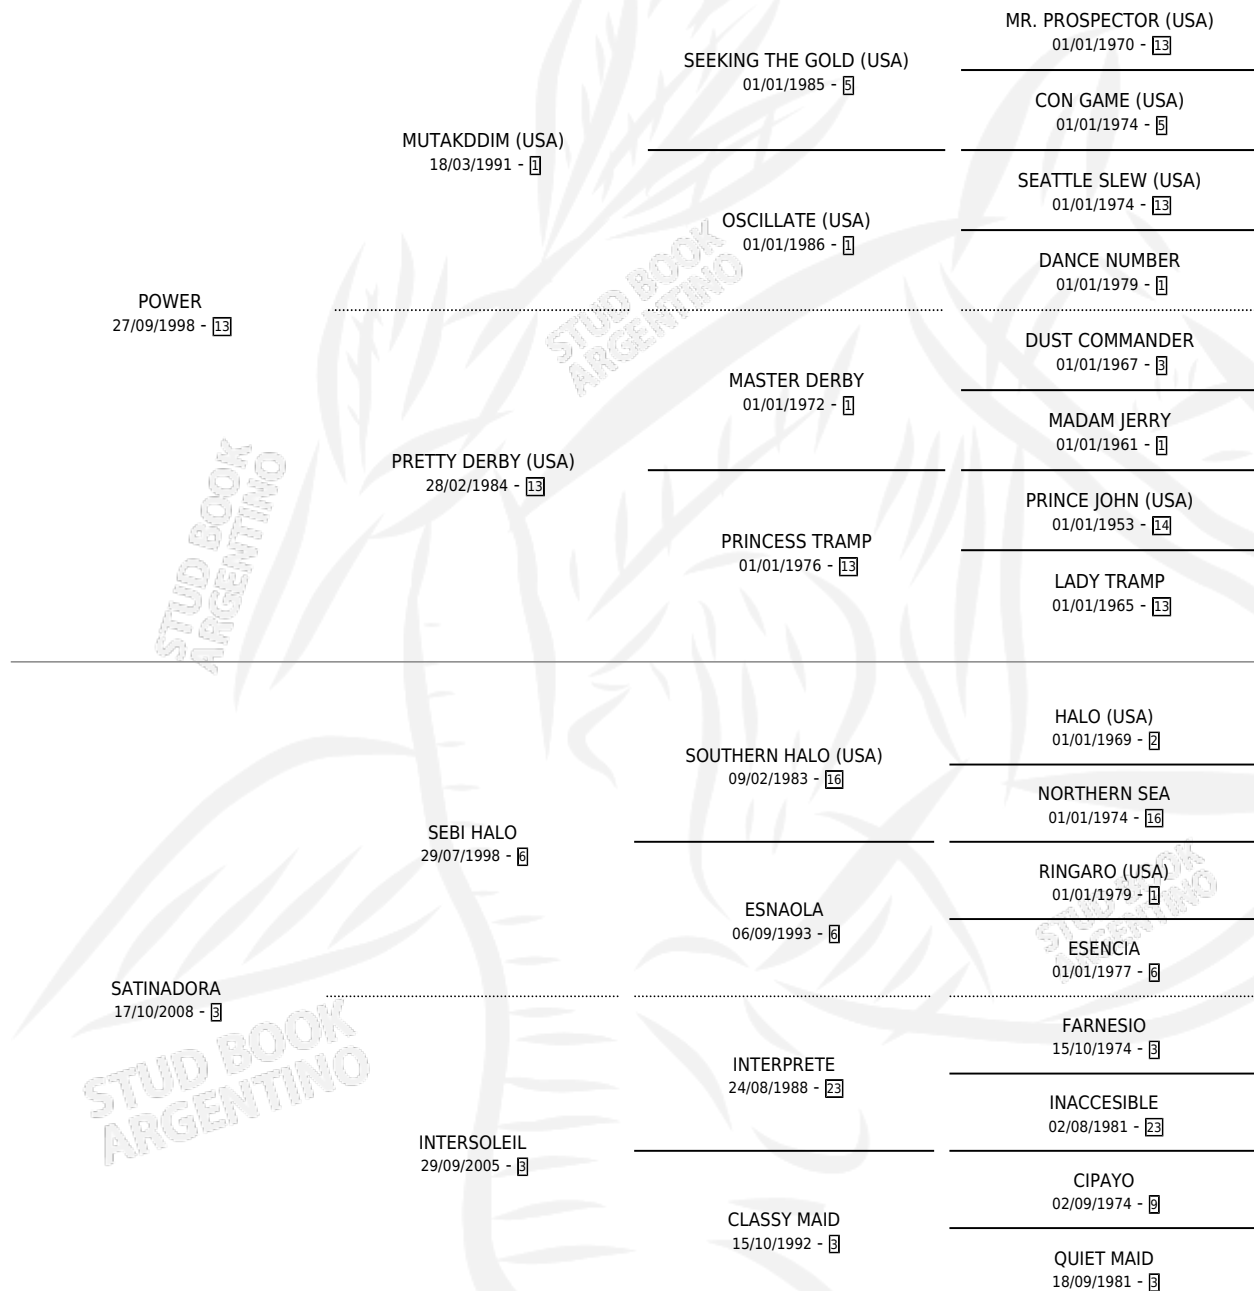 MR. PROSPECTOR (USA)
01/01/1970 - 13
SEEKING THE GOLD (USA)
01/01/1985 - 5
CON GAME (USA)
01/01/1974 - 5
MUTAKDDIM (USA)
18/03/1991 - 1
SEATTLE SLEW (USA)
01/01/1974 - 13
OSCILLATE (USA)
01/01/1986 - 1
DANCE NUMBER
01/01/1979 - 1
POWER
27/09/1998 - 13
DUST COMMANDER
01/01/1967 - 3
MASTER DERBY
01/01/1972 - 1
MADAM JERRY
01/01/1961 - 1
PRETTY DERBY (USA)
28/02/1984 - 13
PRINCE JOHN (USA)
01/01/1953 - 14
PRINCESS TRAMP
01/01/1976 - 13
LADY TRAMP
01/01/1965 - 13
HALO (USA)
01/01/1969 - 2
SOUTHERN HALO (USA)
09/02/1983 - 16
NORTHERN SEA
01/01/1974 - 16
SEBI HALO
29/07/1998 - 6
RINGARO (USA)
01/01/1979 - 1
ESNAOLA
06/09/1993 - 6
ESENCIA
01/01/1977 - 6
SATINADORA
17/10/2008 - 3
FARNESIO
15/10/1974 - 3
INTERPRETE
24/08/1988 - 23
INACCESIBLE
02/08/1981 - 23
INTERSOLEIL
29/09/2005 - 3
CIPAYO
02/09/1974 - 9
CLASSY MAID
15/10/1992 - 3
QUIET MAID
18/09/1981 - 3
STUD BOOK
ARGENTINO
STUD BOOK
ARGENTINO
STUD BOOK
ARGENTINO
STUD BOOK
ARGENTINO